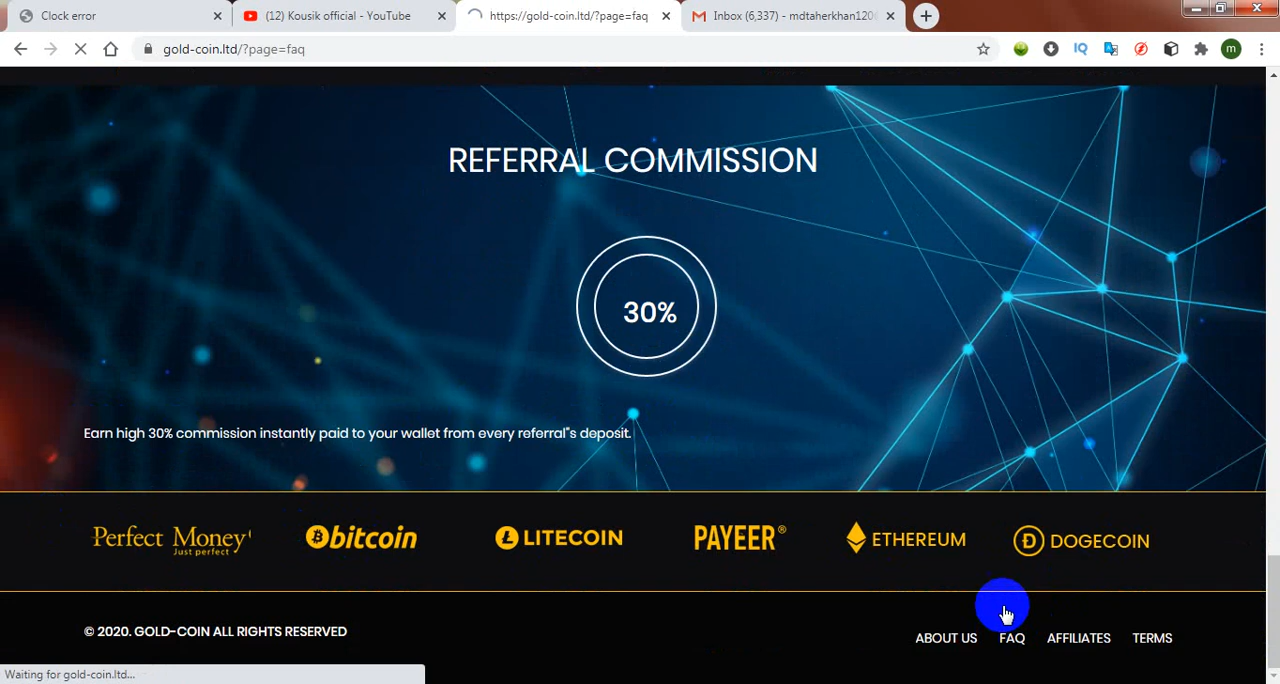 Clock error
(12) Kousik official - YouTube
https://gold-coin.ltd/?page=faq
Inbox (6,337) - mdtaherkhan120
gold-coin.ltd/?page=faq
IQ
m
REFERRAL COMMISSION
30%
Earn high 30% commission instantly paid to your wallet from every referral"s deposit.
Perfect Money
Just perfect
bitcoin
LITECOIN
PAYEER®
ETHEREUM
DOGECOIN
© 2020. GOLD-COIN ALL RIGHTS RESERVED
ABOUT US FAQ AFFILIATES TERMS
Waiting for gold-coin.ltd...